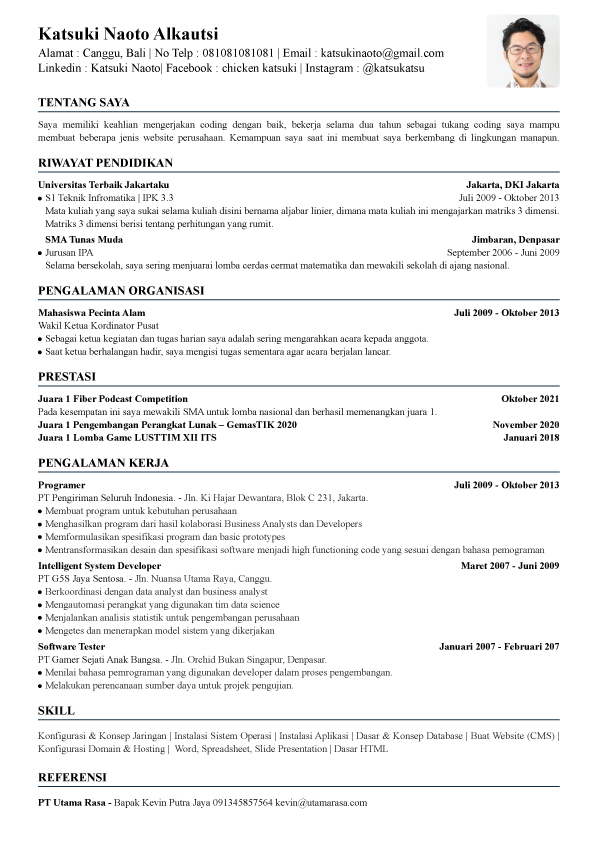 Katsuki Naoto Alkautsi
Alamat : Canggu, Bali | No Telp : 081081081081 | Email : katsukinaoto@gmail.com
Linkedin : Katsuki Naoto| Facebook : chicken katsuki | Instagram : @katsukatsu
TENTANG SAYA
Saya memiliki keahlian mengerjakan coding dengan baik, bekerja selama dua tahun sebagai tukang coding saya mampu
membuat beberapa jenis website perusahaan. Kemampuan saya saat ini membuat saya berkembang di lingkungan manapun.
RIWAYAT PENDIDIKAN
Universitas Terbaik Jakartaku Jakarta, DKI Jakarta
• S1 Teknik Infromatika | IPK 3.3 Juli 2009 - Oktober 2013
Mata kuliah yang saya sukai selama kuliah disini bernama aljabar linier, dimana mata kuliah ini mengajarkan matriks 3 dimensi.
Matriks 3 dimensi berisi tentang perhitungan yang rumit.
SMA Tunas Muda Jimbaran, Denpasar
• Jurusan IPA September 2006 - Juni 2009
Selama bersekolah, saya sering menjuarai lomba cerdas cermat matematika dan mewakili sekolah di ajang nasional.
PENGALAMAN ORGANISASI
Mahasiswa Pecinta Alam Juli 2009 - Oktober 2013
Wakil Ketua Kordinator Pusat
• Sebagai ketua kegiatan dan tugas harian saya adalah sering mengarahkan acara kepada anggota.
• Saat ketua berhalangan hadir, saya mengisi tugas sementara agar acara berjalan lancar.
PRESTASI
Juara 1 Fiber Podcast Competition Oktober 2021
Pada kesempatan ini saya mewakili SMA untuk lomba nasional dan berhasil memenangkan juara 1.
Juara 1 Pengembangan Perangkat Lunak – GemasTIK 2020 November 2020
Juara 1 Lomba Game LUSTTIM XII ITS Januari 2018
PENGALAMAN KERJA
Programer Juli 2009 - Oktober 2013
PT Pengiriman Seluruh Indonesia. - Jln. Ki Hajar Dewantara, Blok C 231, Jakarta.
• Membuat program untuk kebutuhan perusahaan
• Menghasilkan program dari hasil kolaborasi Business Analysts dan Developers
• Memformulasikan spesifikasi program dan basic prototypes
• Mentransformasikan desain dan spesifikasi software menjadi high functioning code yang sesuai dengan bahasa pemograman
Intelligent System Developer Maret 2007 - Juni 2009
PT G5S Jaya Sentosa. - Jln. Nuansa Utama Raya, Canggu.
• Berkoordinasi dengan data analyst dan business analyst
• Mengautomasi perangkat yang digunakan tim data science
• Menjalankan analisis statistik untuk pengembangan perusahaan
• Mengetes dan menerapkan model sistem yang dikerjakan
Software Tester Januari 2007 - Februari 207
PT Gamer Sejati Anak Bangsa. - Jln. Orchid Bukan Singapur, Denpasar.
• Menilai bahasa pemrograman yang digunakan developer dalam proses pengembangan.
• Melakukan perencanaan sumber daya untuk projek pengujian.
SKILL
Konfigurasi & Konsep Jaringan | Instalasi Sistem Operasi | Instalasi Aplikasi | Dasar & Konsep Database | Buat Website (CMS) |
Konfigurasi Domain & Hosting | Word, Spreadsheet, Slide Presentation | Dasar HTML
REFERENSI
PT Utama Rasa - Bapak Kevin Putra Jaya 091345857564 kevin@utamarasa.com